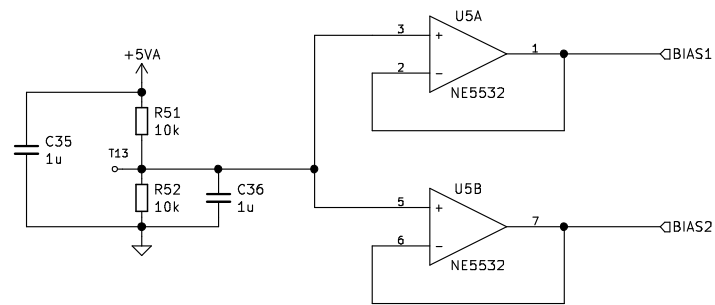 U5A
3
+
1
BIAS1
2
−
NE5532
+5VA
R51
10k
C35
1u
T13
R52
10k
C36
1u
U5B
5
+
7
BIAS2
6
−
NE5532